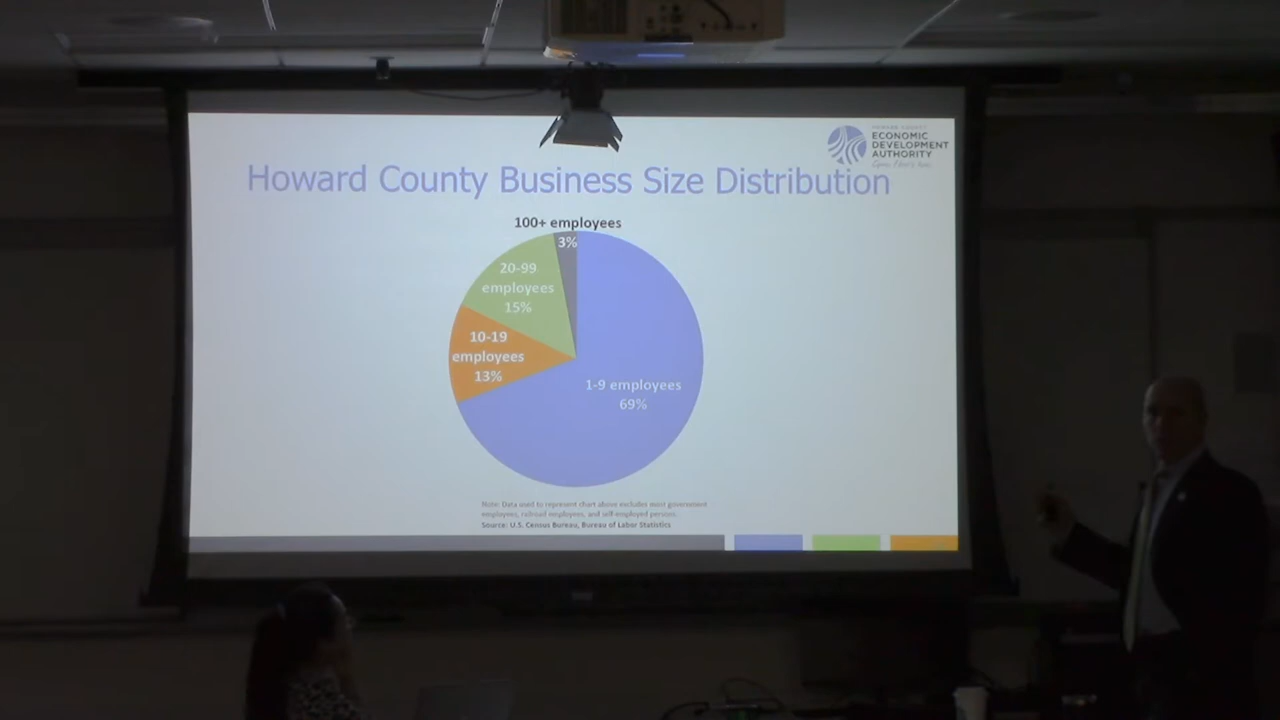 HOWARD COUNTY
ECONOMIC
DEVELOPMENT
AUTHORITY
Howard County Business Size Distribution
100+ employees
3%
20-99
employees
15%
10-19
employees
13%
1-9 employees
69%
Note: Data used to represent chart above excludes most government
employees, railroad employees, and self-employed persons.
Source: U.S. Census Bureau, Bureau of Labor Statistics